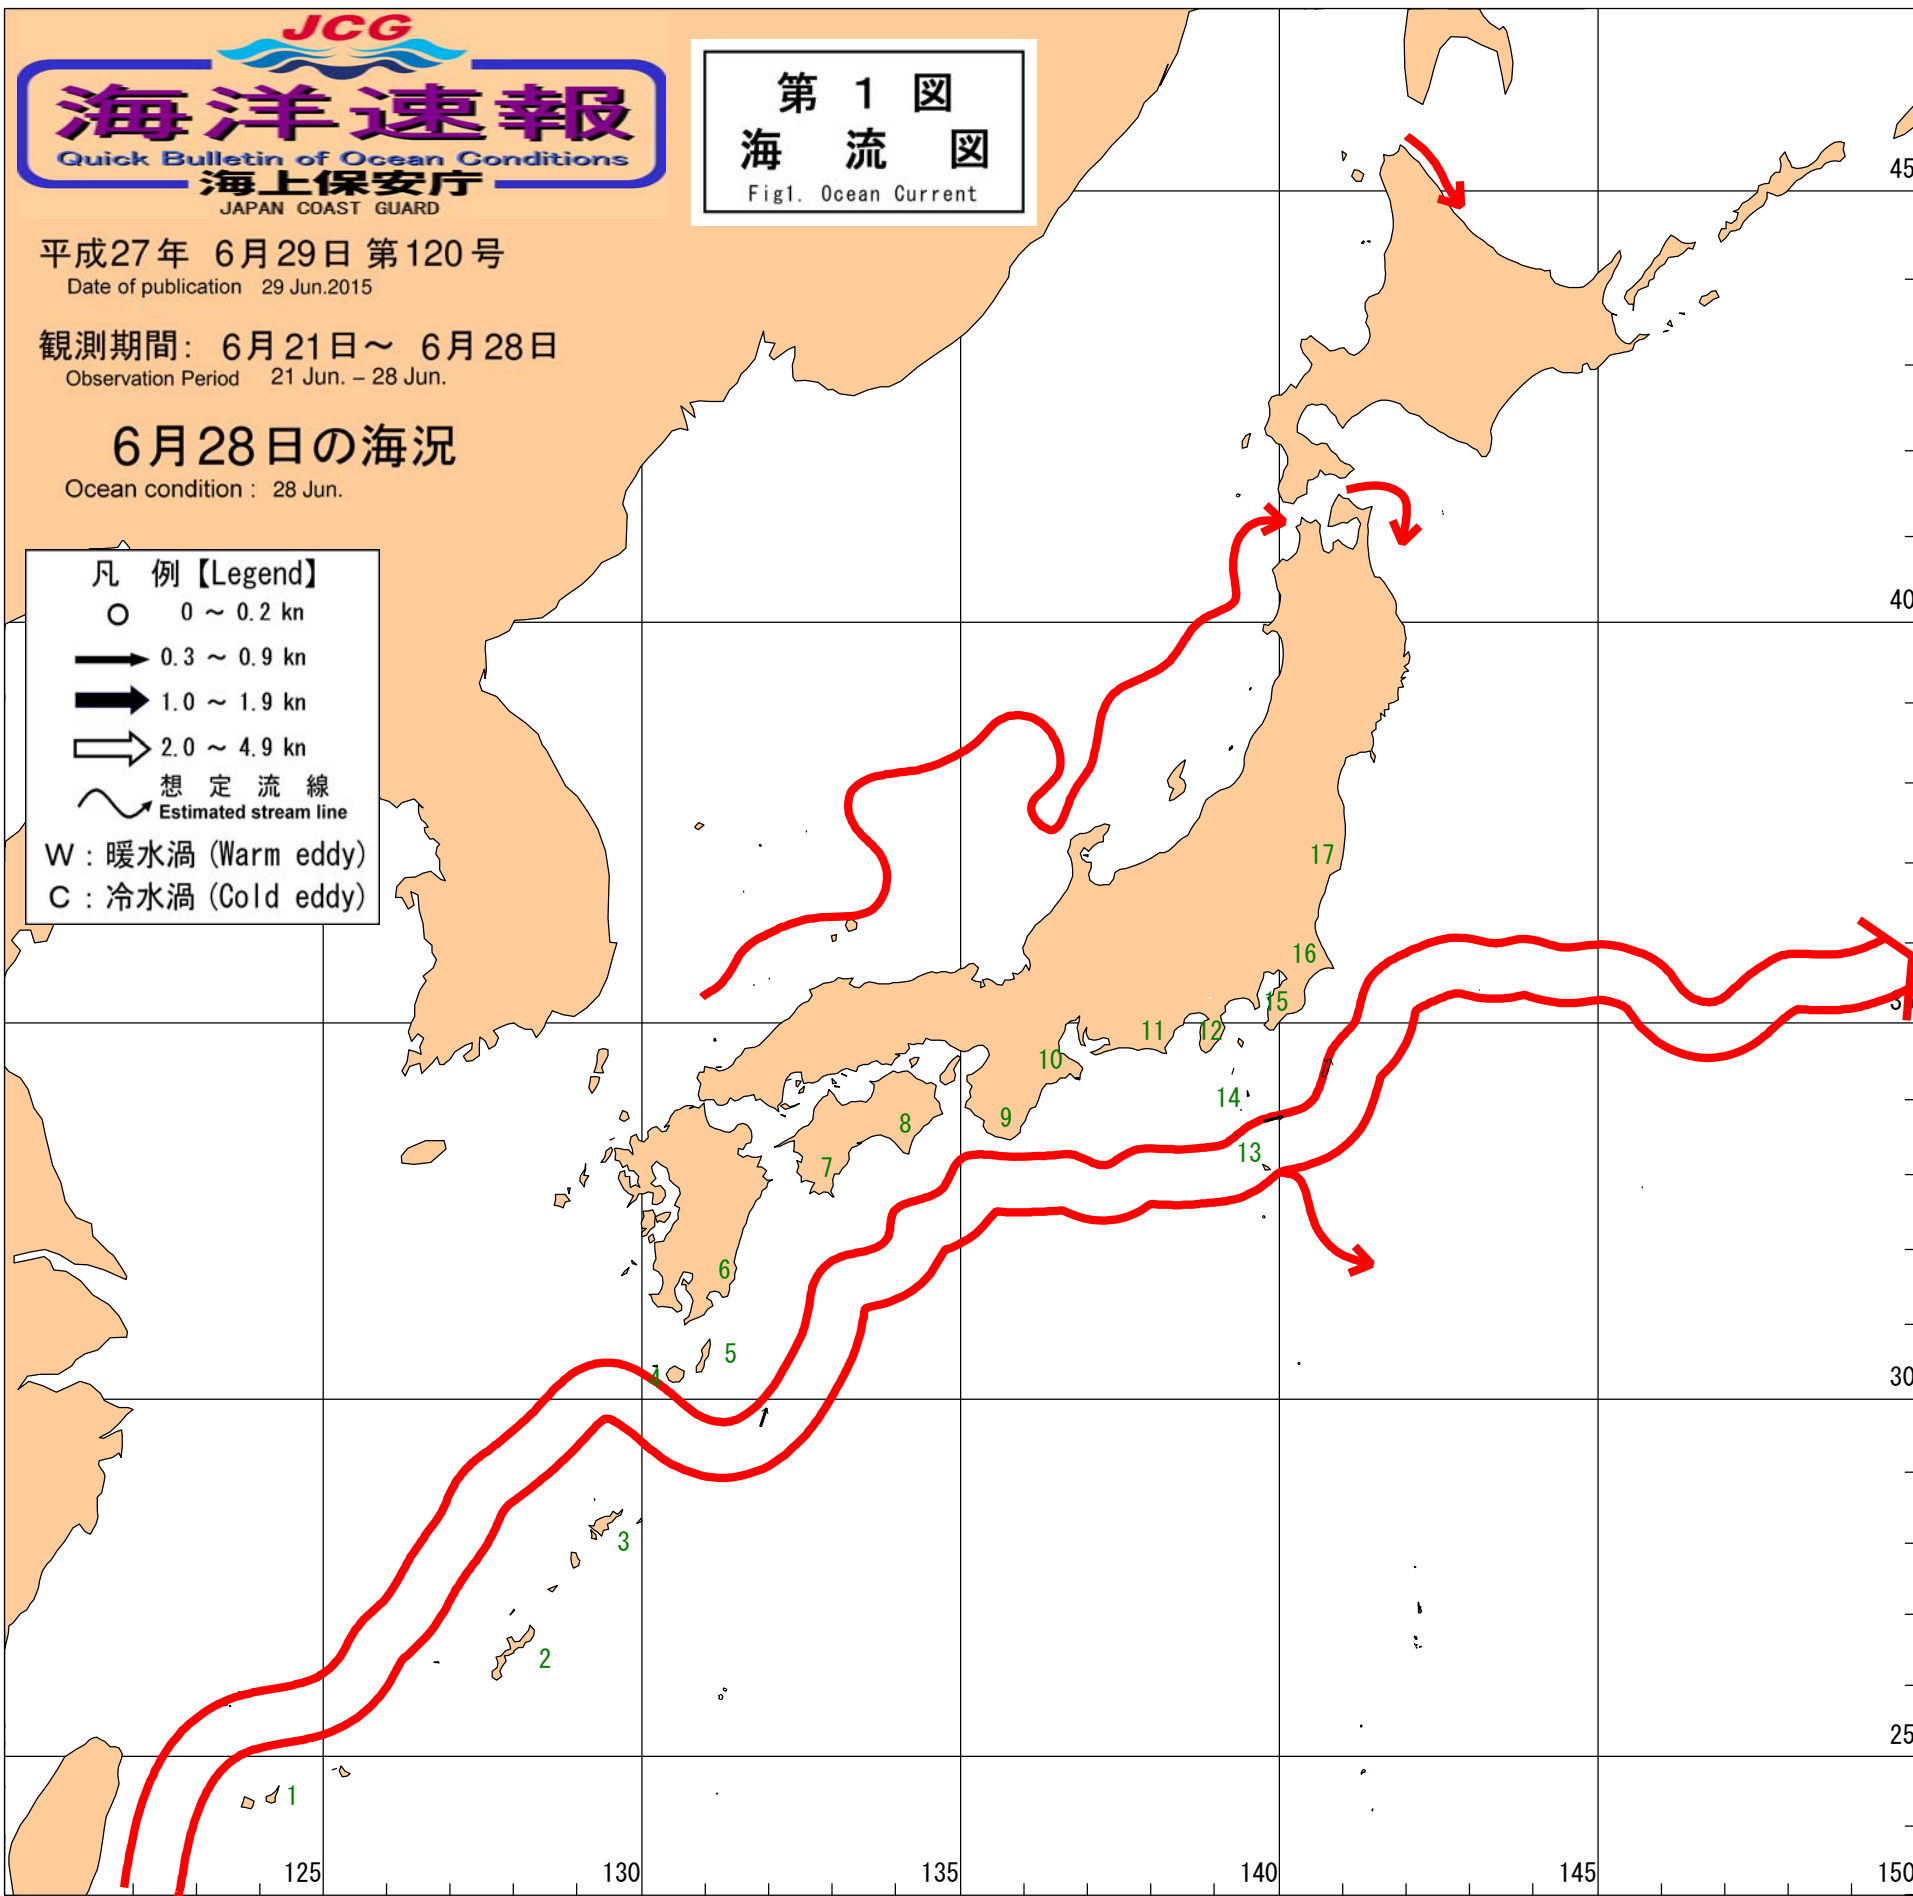 JCG
海洋速報
Quick Bulletin of Ocean Conditions
海上保安庁
JAPAN COAST GUARD
平成27年 6月29日 第120号
Date of publication 29 Jun.2015
観測期間: 6月21日～ 6月28日
Observation Period 21 Jun. – 28 Jun.
6月28日の海況
Ocean condition : 28 Jun.
第 1 図
海 流 図
Fig1. Ocean Current
凡 例【Legend】
0 ～ 0.2 kn
0.3 ～ 0.9 kn
1.0 ～ 1.9 kn
2.0 ～ 4.9 kn
想 定 流 線
Estimated stream line
W : 暖水渦 (Warm eddy)
C : 冷水渦 (Cold eddy)
45
40
17
16
15
11
12
10
14
9
8
13
7
6
5
4
30
3
2
25
1
125
130
135
140
145
150